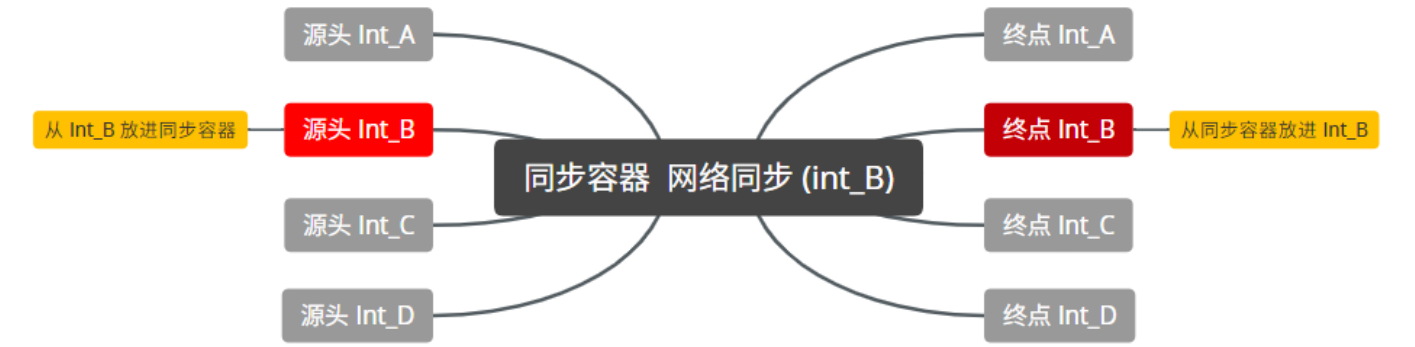 源头 Int_A
终点 Int_A
从 Int_B 放进同步容器
源头 Int_B
终点 Int_B
从同步容器放进 Int_B
同步容器 网络同步 (int_B)
源头 Int_C
终点 Int_C
源头 Int_D
终点 Int_D